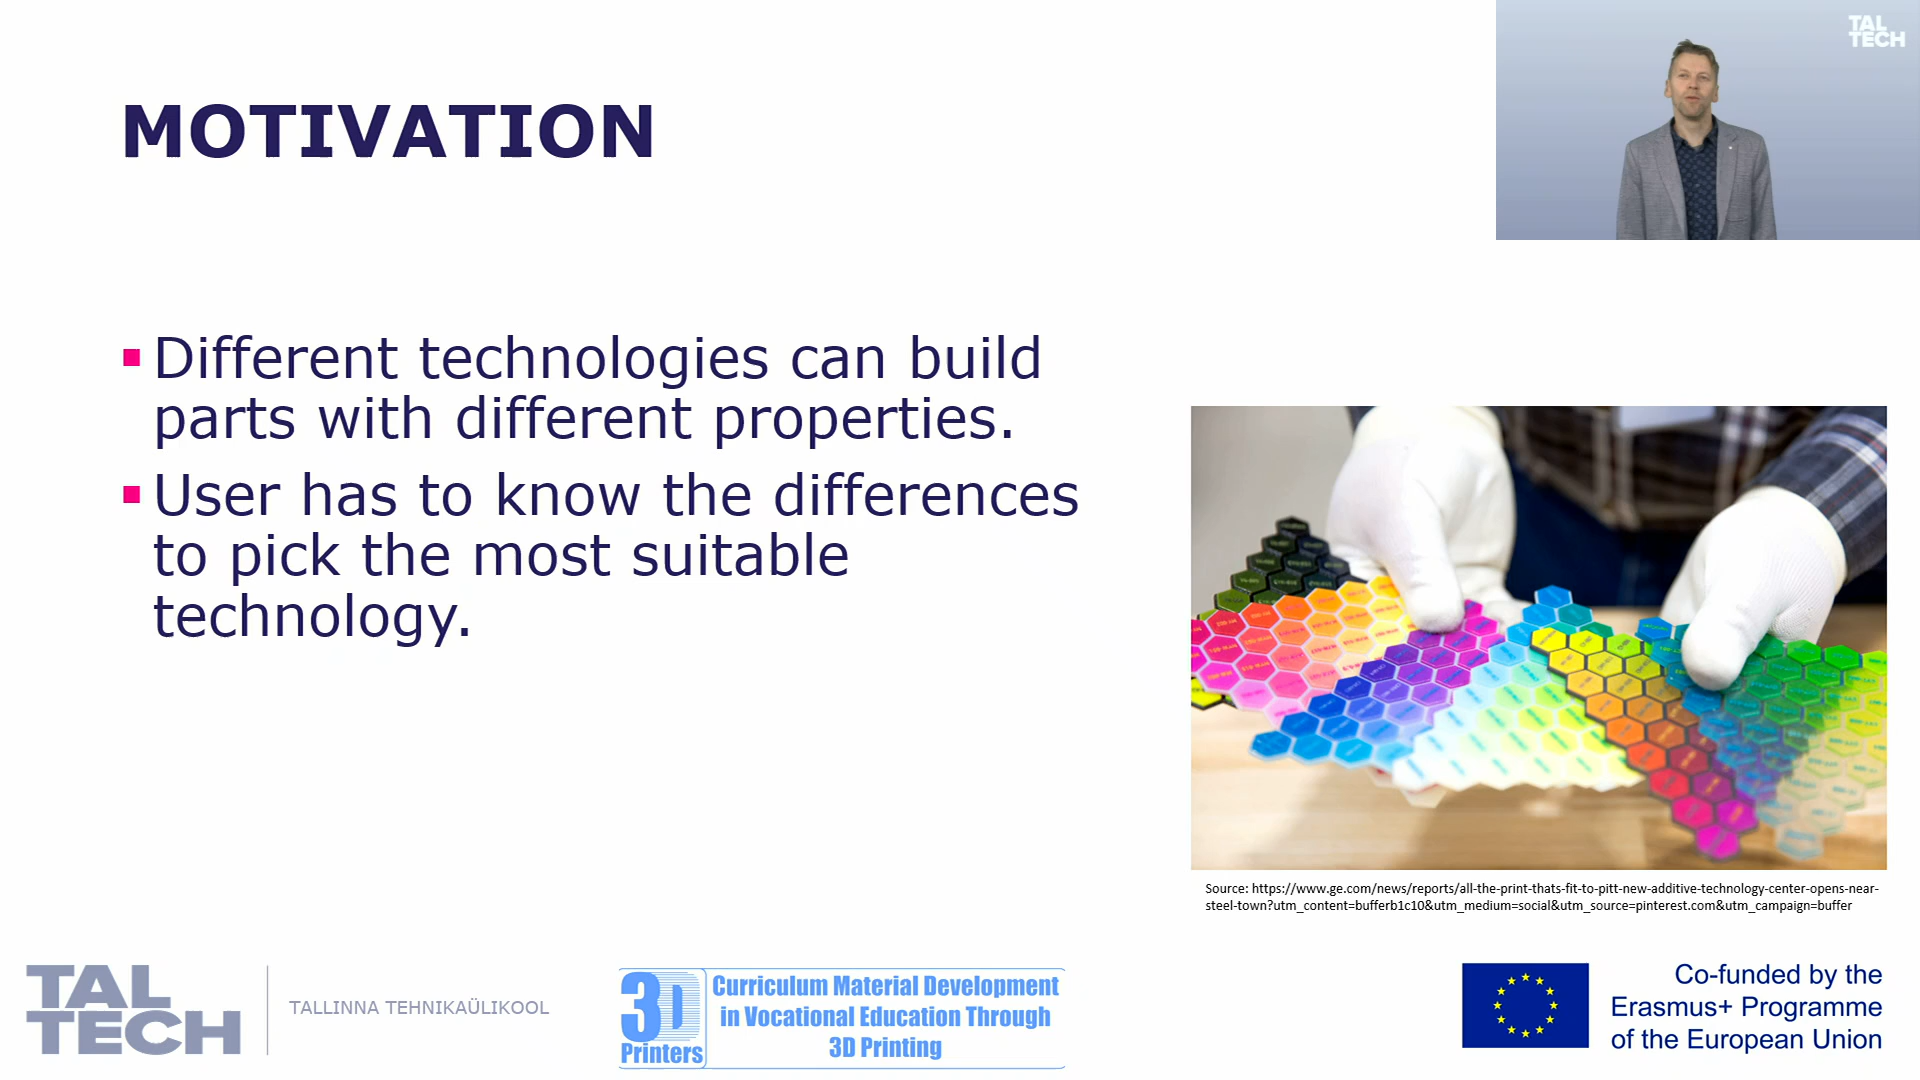 TAL
TECH
MOTIVATION
Different technologies can build
parts with different properties.
User has to know the differences
to pick the most suitable
technology.
Source: https://www.ge.com/news/reports/all-the-print-thats-fit-to-pitt-new-additive-technology-center-opens-near-
steel-town?utm_content=bufferb1c10&utm_medium=social&utm_source=pinterest.com&utm_campaign=buffer
TAL
TECH
TALLINNA TEHNIKAÜLIKOOL
3D
Printers
Curriculum Material Development
in Vocational Education Through
3D Printing
Co-funded by the
Erasmus+ Programme
of the European Union